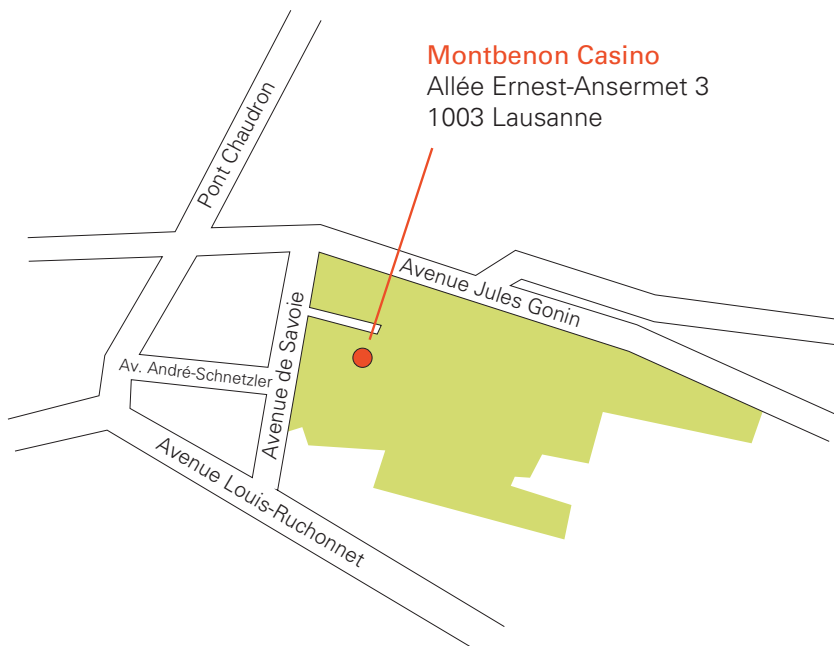 Montbenon Casino
Allée Ernest-Ansermet 3
1003 Lausanne
Pont Chaudron
Avenue Jules Gonin
Avenue de Savoie
Av. André-Schnetzler
Avenue Louis-Ruchonnet